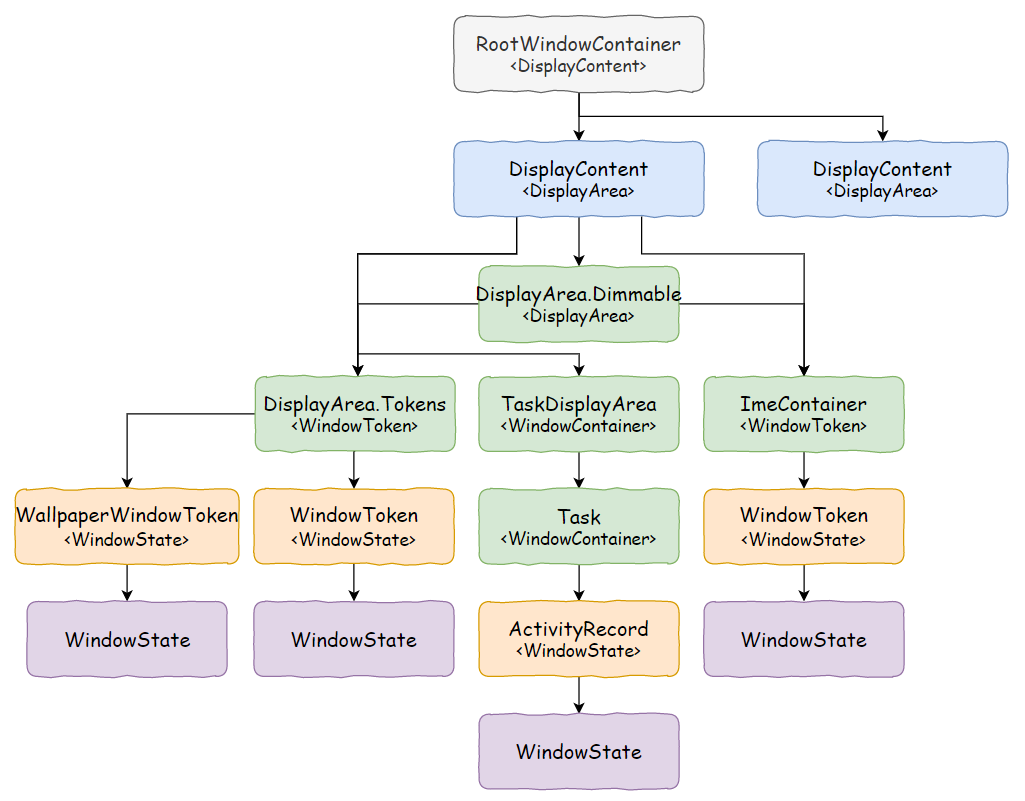 RootWindowContainer
<DisplayContent>
DisplayContent
<DisplayArea>
DisplayContent
<DisplayArea>
DisplayArea.Dimmable
<DisplayArea>
DisplayArea.Tokens
<WindowToken>
TaskDisplayArea
<WindowContainer>
ImeContainer
<WindowToken>
WallpaperWindowToken
<WindowState>
WindowToken
<WindowState>
Task
<WindowContainer>
WindowToken
<WindowState>
WindowState
WindowState
ActivityRecord
<WindowState>
WindowState
WindowState